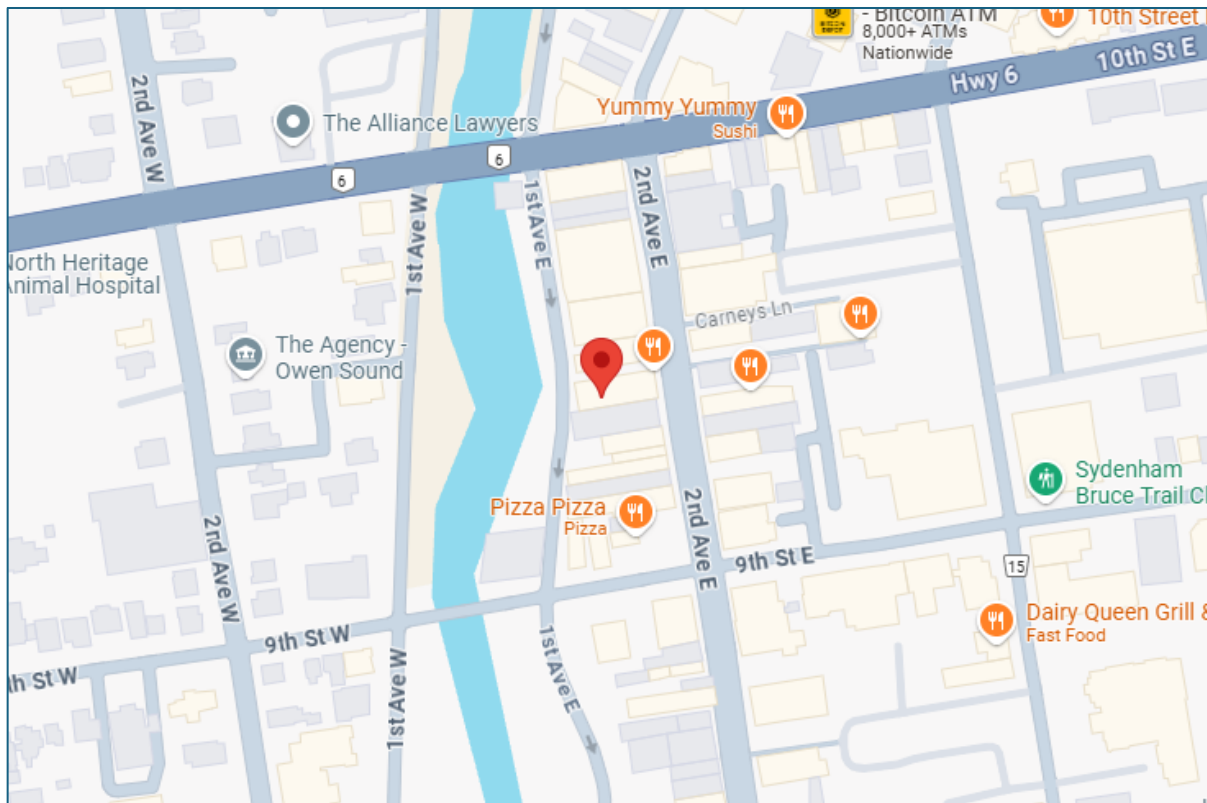 - Bitcoin ATM
8,000+ ATMs
Nationwide
10th Street
10th St E
Hwy 6
2nd Ave W
The Alliance Lawyers
Yummy Yummy
Sushi
6
6
1st Ave W
1st Ave E
2nd Ave E
North Heritage
Animal Hospital
Carneys Ln
The Agency -
Owen Sound
Sydenham
Bruce Trail Cl
Pizza Pizza
Pizza
2nd Ave W
2nd Ave E
9th St E
15
Dairy Queen Grill &
Fast Food
9th St W
th St W
1st Ave W
1st Ave E